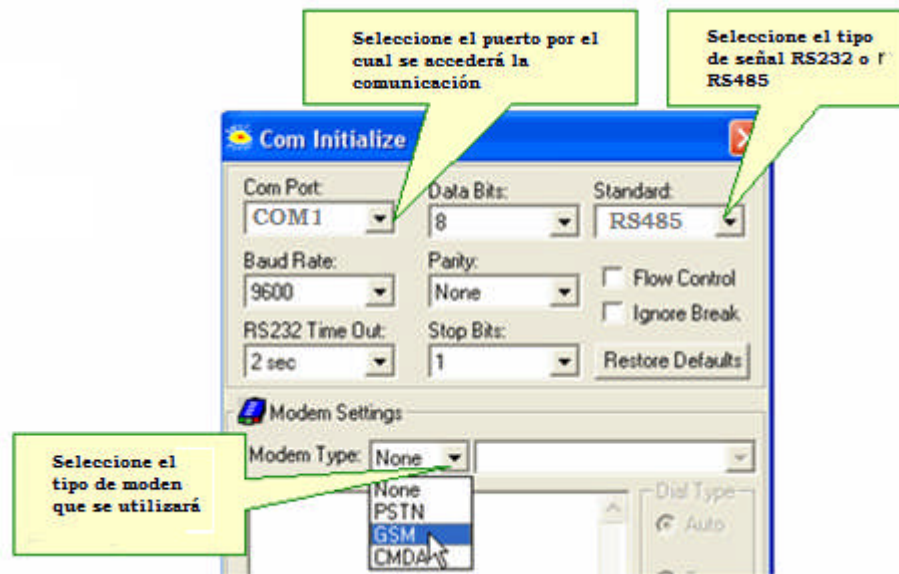 Seleccione el puerto por el
cual se accederá la
comunicación
Seleccione el tipo
de señal RS232 o r
RS485
Com Initialize
Com Port:
Data Bits:
Standard:
COM1
8
RS485
Baud Rate:
Parity:
Flow Control
9600
None
Ignore Break
RS232 Time Out:
Stop Bits:
2 sec
1
Restore Defaults
Modem Settings
Modem Type:
None
Seleccione el
tipo de moden
que se utilizará
None
PSTN
GSM
CMDA
Dial Type
Auto